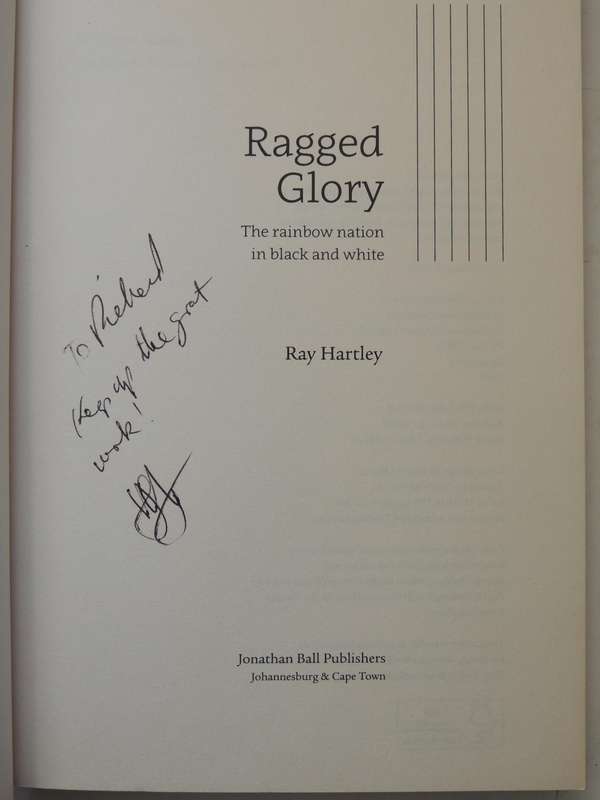 Ragged
Glory
The rainbow nation
in black and white
Ray Hartley
To Richard
Keep up the great
work!
Jonathan Ball Publishers
Johannesburg & Cape Town